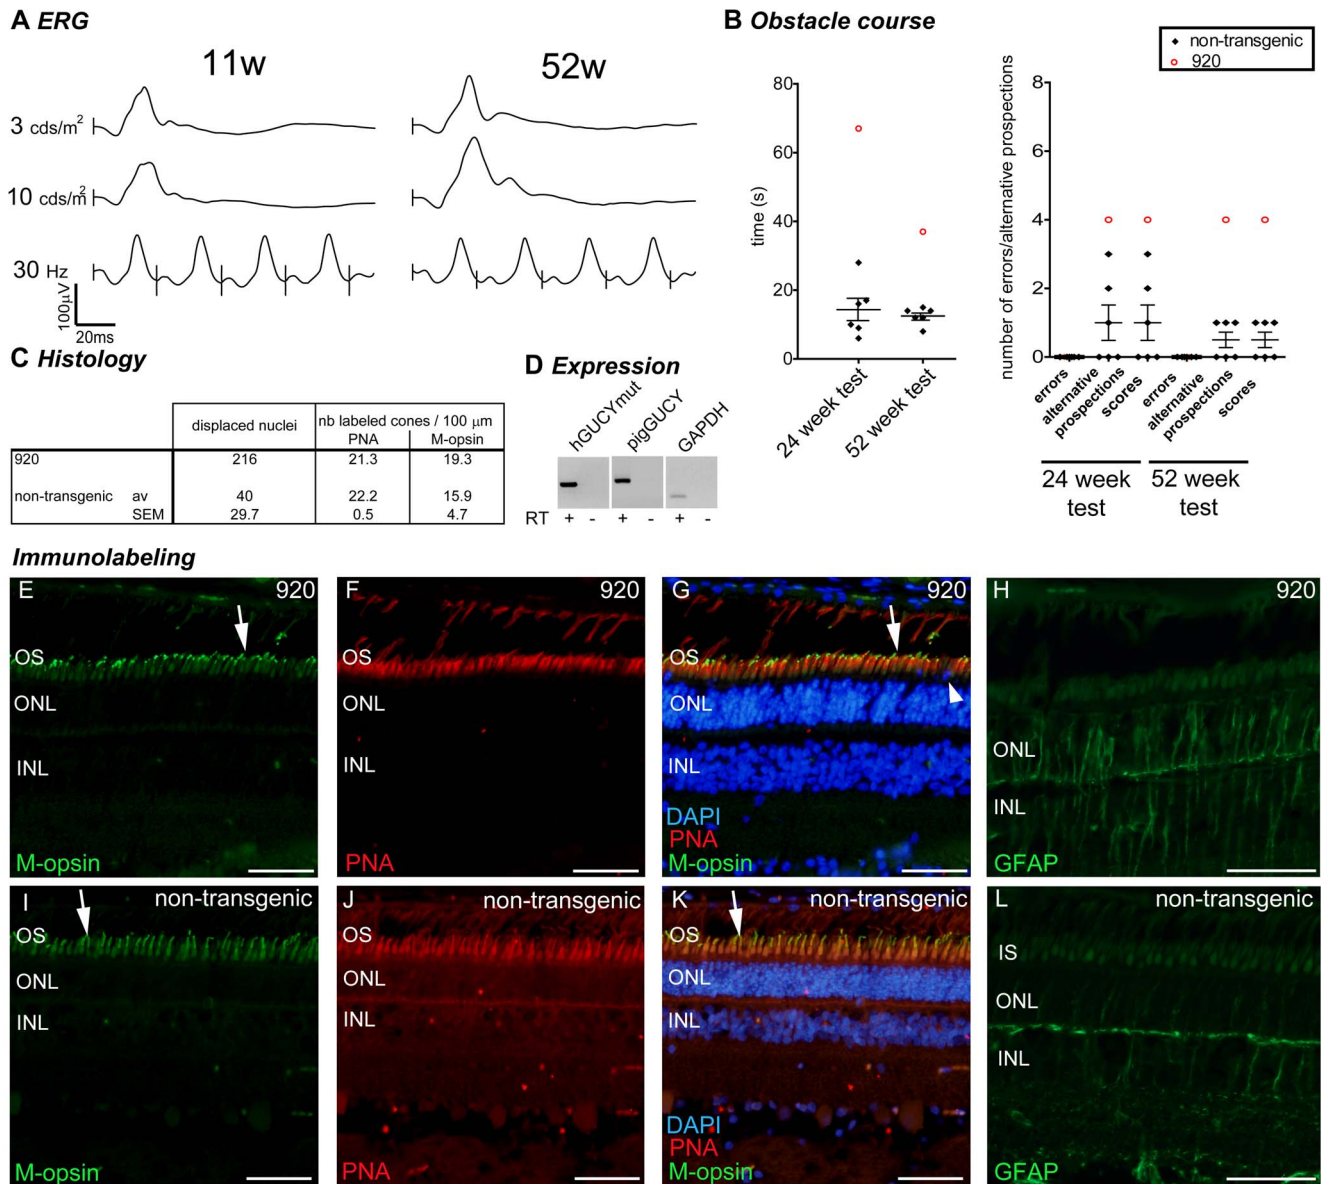 A ERG
11w
52w
3 cds/m2
10 cds/m2
30 Hz
100µV
20ms
B Obstacle course
non-transgenic
920
80
60
40
20
0
time (s)
24 week test
52 week test
8
6
4
2
0
number of errors/alternative prospections
errors
alternative
prospections
scores
errors
alternative
prospections
scores
24 week
test
52 week
test
C Histology
displaced nuclei
nb labeled cones / 100 µm
PNA M-opsin
920 216 21.3 19.3
non-transgenic av 40 22.2 15.9
SEM 29.7 0.5 4.7
D Expression
hGUCYmut
pigGUCY
GAPDH
RT + - + - + -
Immunolabeling
E 920
OS
ONL
INL
M-opsin
F 920
OS
ONL
INL
PNA
G 920
OS
ONL
INL
DAPI
PNA
M-opsin
H 920
ONL
INL
GFAP
I non-transgenic
OS
ONL
INL
M-opsin
J non-transgenic
OS
ONL
INL
PNA
K non-transgenic
OS
ONL
INL
DAPI
PNA
M-opsin
L non-transgenic
IS
ONL
INL
GFAP